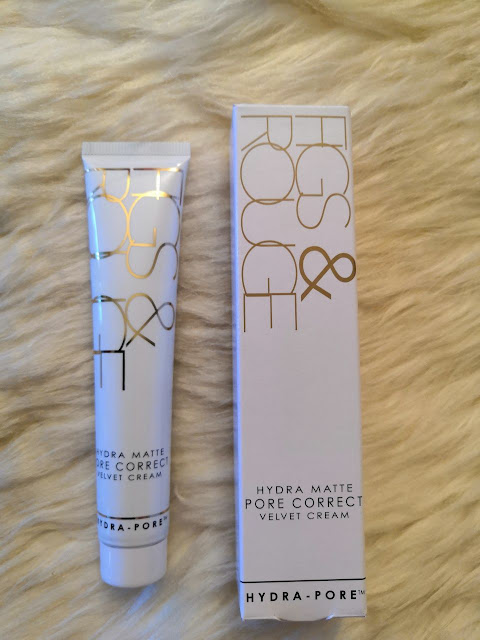 FIGS &
ROUGE
HYDRA MATTE
PORE CORRECT
VELVET CREAM
HYDRA-PORE™
FIGS &
ROUGE
HYDRA MATTE
PORE CORRECT
VELVET CREAM
HYDRA-PORE™